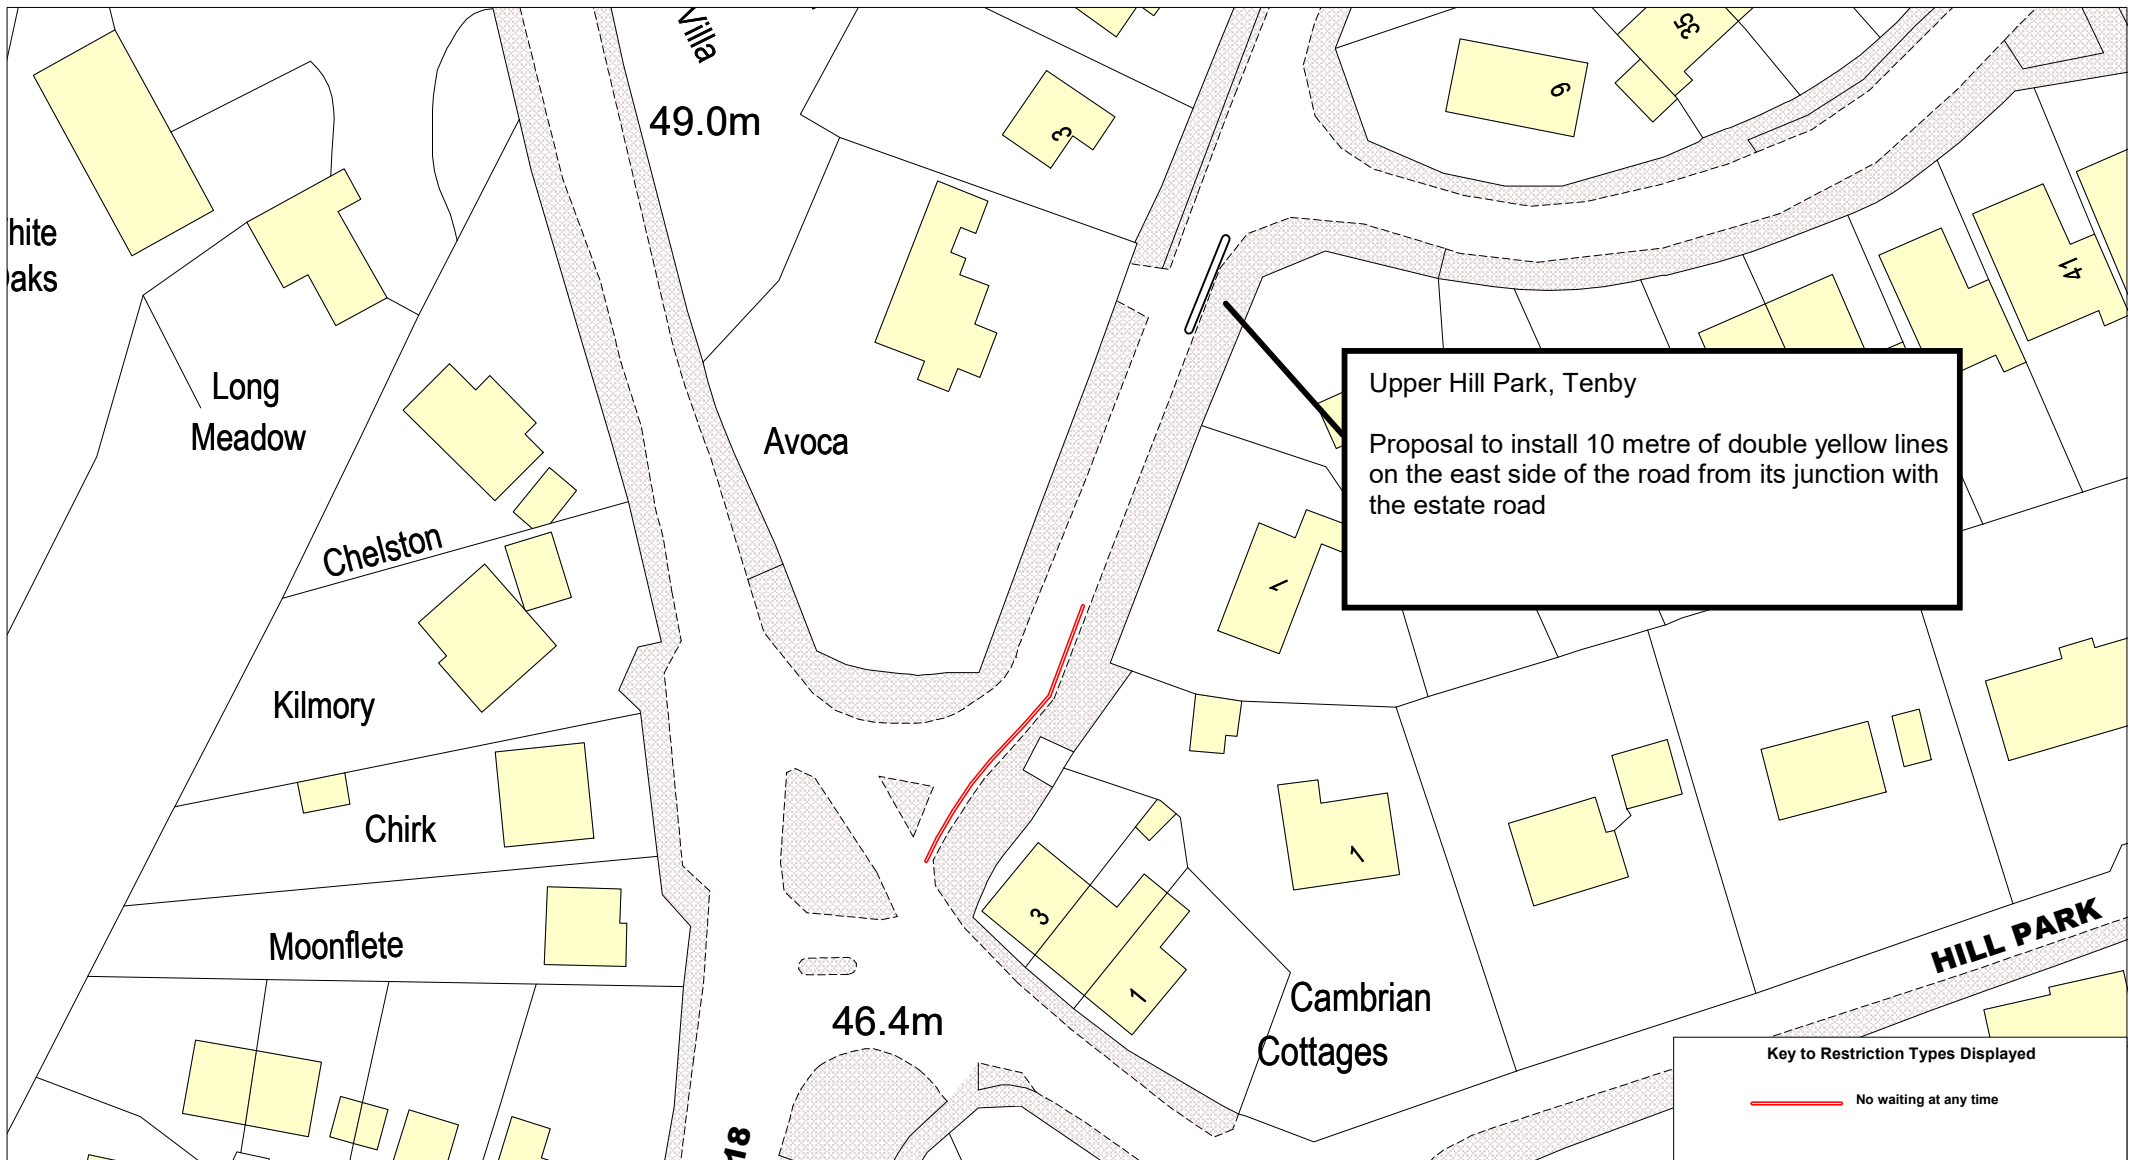 Villa
35
49.0m
3
9
hite
aks
41
Long
Meadow
Upper Hill Park, Tenby
Proposal to install 10 metre of double yellow lines
on the east side of the road from its junction with
the estate road
Avoca
Chelston
1
Kilmory
Chirk
1
3
Moonflete
HILL PARK
1
Cambrian
Cottages
46.4m
Key to Restriction Types Displayed
No waiting at any time
18